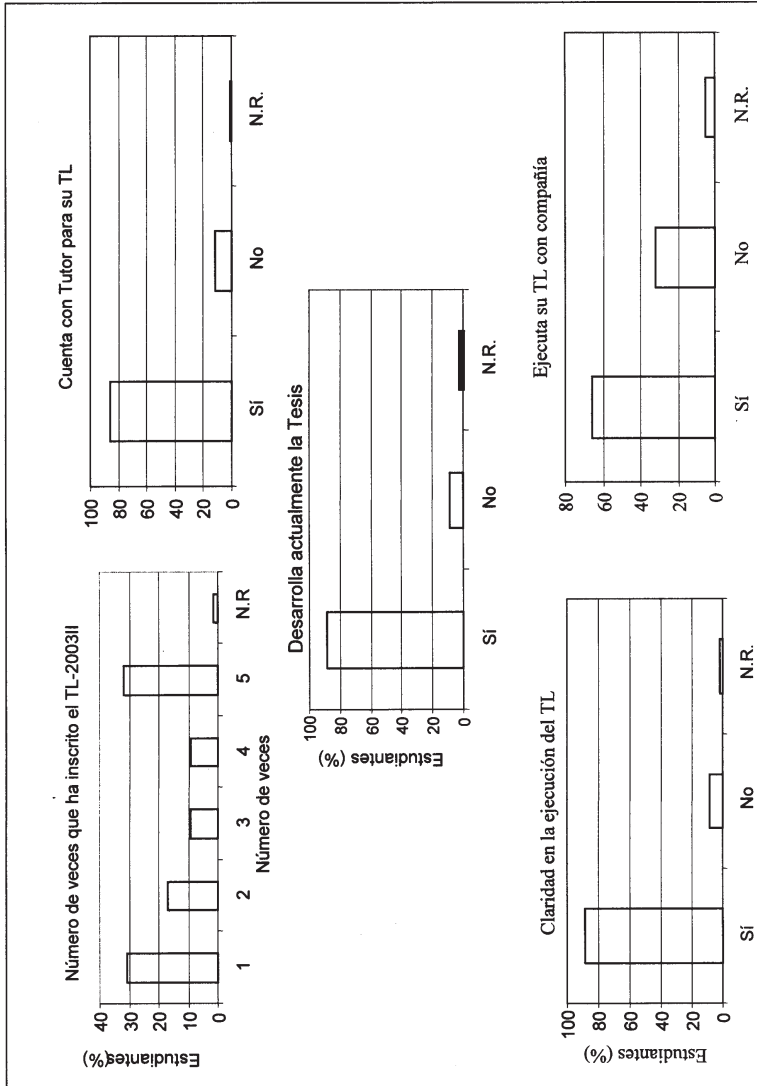 Número de veces que ha inscrito el TL-2003II
Estudiantes(%)
40
30
20
10
0
1 2 3 4 5 N.R
Número de veces
Cuenta con Tutor para su TL
100
80
60
40
20
0
Sí No N.R.
Desarrolla actualmente la Tesis
Estudiantes (%)
100
80
60
40
20
0
Sí No N.R.
Claridad en la ejecución del TL
Estudiantes (%)
100
80
60
40
20
0
Sí No N.R.
Ejecuta su TL con compañía
80
60
40
20
0
Sí No N.R.